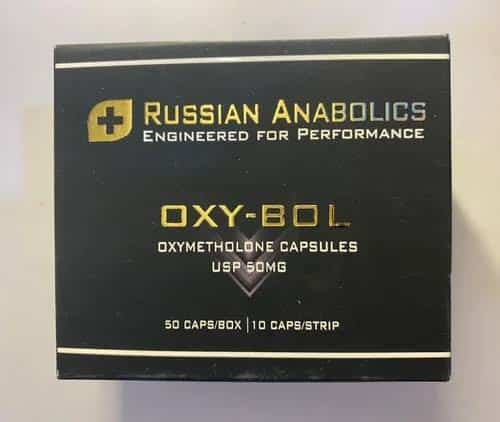 RUSSIAN ANABOLICS
ENGINEERED FOR PERFORMANCE
OXY-BOL
OXYMETHOLONE CAPSULES
USP 50MG
50 CAPS/BOX | 10 CAPS/STRIP